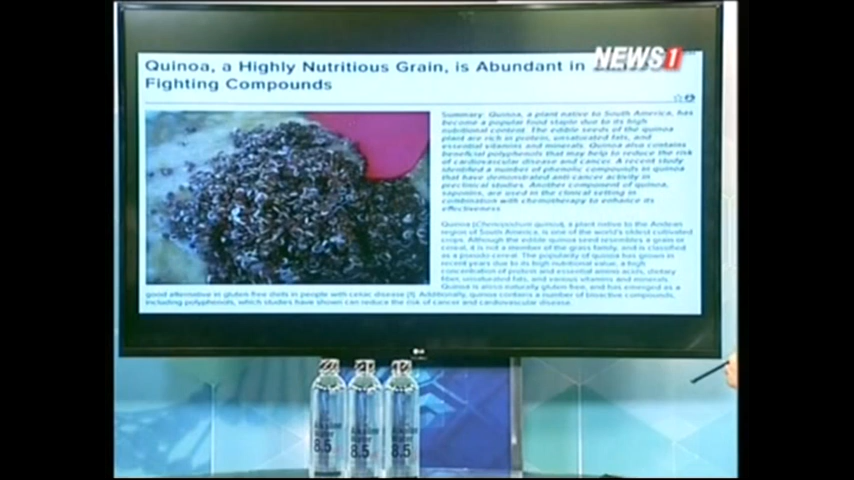 Quinoa, a Highly Nutritious Grain, is Abundant in
NEWS1
Fighting Compounds
Summary: Quinoa, a plant native to South America, has
become a popular food staple due to its high
nutritional content. The edible seeds of the quinoa
plant are rich in protein, unsaturated fats, and
essential vitamins and minerals. Quinoa also contains
beneficial polyphenols that may help to reduce the risk
of cardiovascular disease and cancer. A recent study
identified a number of phenolic compounds in quinoa
that have demonstrated anti cancer activity in
preclinical studies. Another component of quinoa,
saponins, are used in the clinical setting in
combination with chemotherapy to enhance its
effectiveness
Quinoa (Chenopodium quinoa), a plant native to the Andean
region of South America, is one of the world's oldest cultivated
crops. Although the edible quinoa seed resembles a grain or
cereal, it is not a member of the grass family, and is classified
as a pseudo cereal. The popularity of quinoa has grown in
recent years due to its high nutritional value, a high
concentration of protein and essential amino acids, dietary
fiber, unsaturated fats, and various vitamins and minerals.
Quinoa is also naturally gluten free, and has emerged as a
good alternative in gluten free diets in people with celiac disease (1). Additionally, quinoa contains a number of bioactive compounds,
including polyphenols, which studies have shown can reduce the risk of cancer and cardiovascular disease.
LG
Alkaline Water 8.5
Alkaline Water 8.5
Alkaline Water 8.5